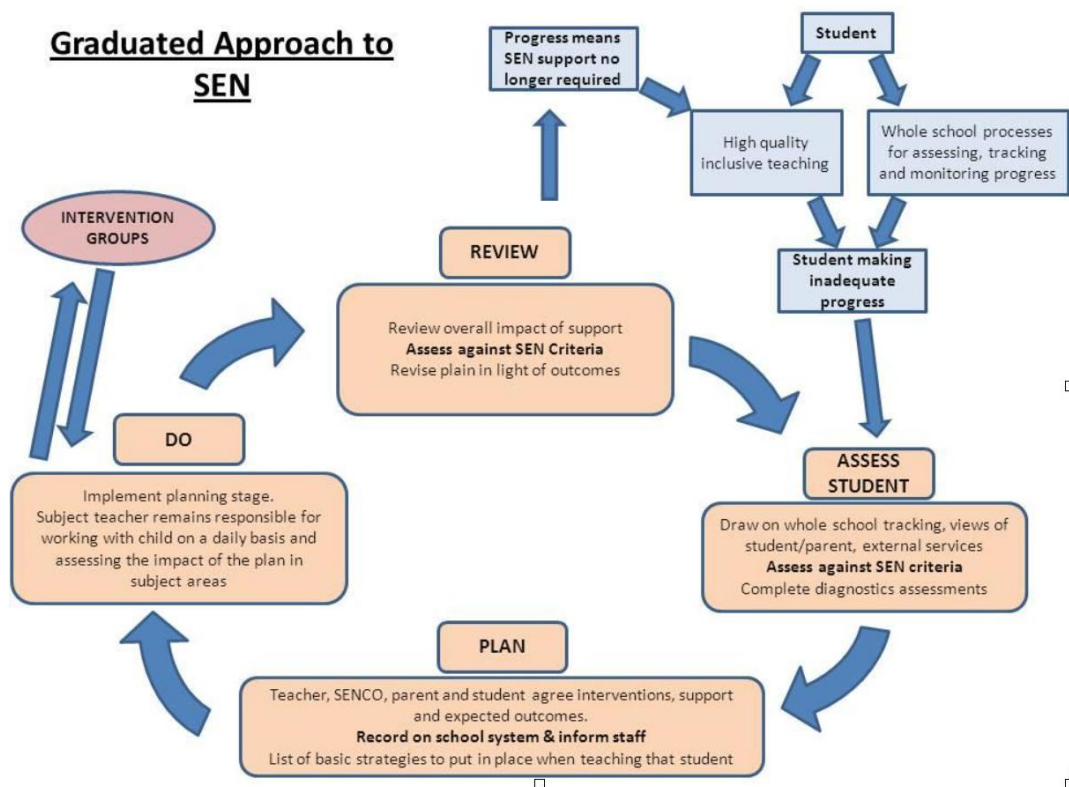 Graduated Approach to
SEN
Progress means
SEN support no
longer required
Student
High quality
inclusive teaching
Whole school processes
for assessing, tracking
and monitoring progress
Student making
inadequate
progress
INTERVENTION
GROUPS
REVIEW
Review overall impact of support
Assess against SEN Criteria
Revise plain in light of outcomes
DO
Implement planning stage.
Subject teacher remains responsible for
working with child on a daily basis and
assessing the impact of the plan in
subject areas
ASSESS
STUDENT
Draw on whole school tracking, views of
student/parent, external services
Assess against SEN criteria
Complete diagnostics assessments
PLAN
Teacher, SENCO, parent and student agree interventions, support
and expected outcomes.
Record on school system & inform staff
List of basic strategies to put in place when teaching that student